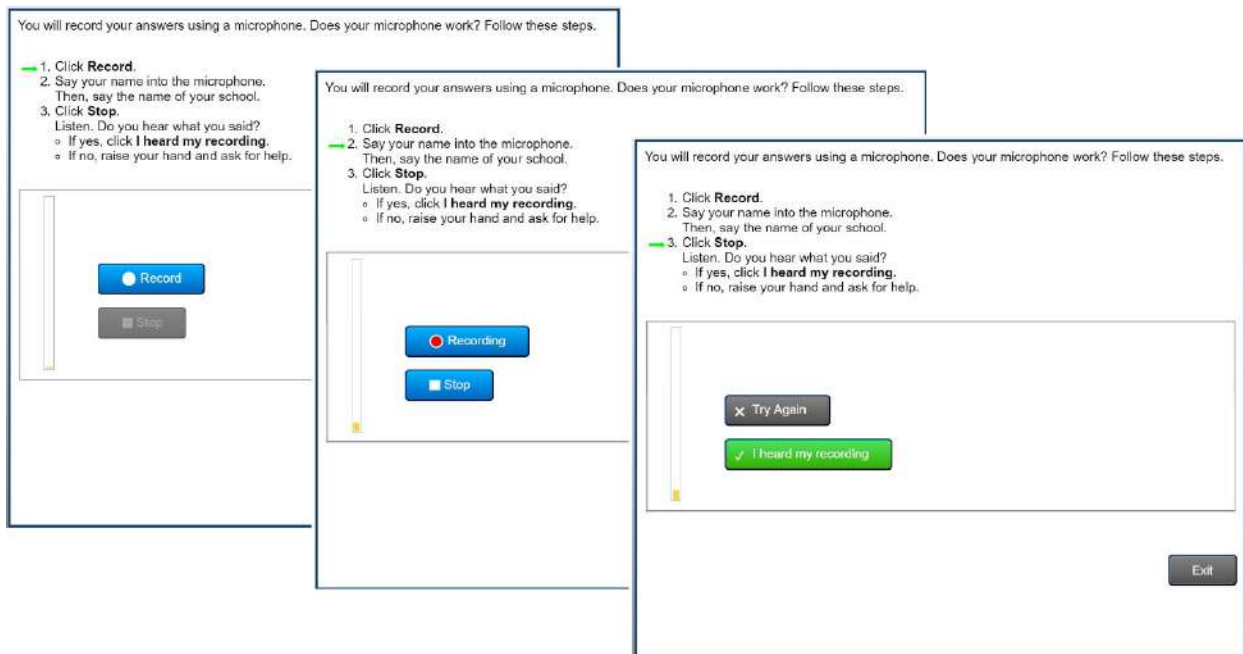 You will record your answers using a microphone. Does your microphone work? Follow these steps.
1. Click Record.
2. Say your name into the microphone.
Then, say the name of your school.
3. Click Stop.
Listen. Do you hear what you said?
◦ If yes, click I heard my recording.
◦ If no, raise your hand and ask for help.
Record
Stop
You will record your answers using a microphone. Does your microphone work? Follow these steps.
1. Click Record.
2. Say your name into the microphone.
Then, say the name of your school.
3. Click Stop.
Listen. Do you hear what you said?
◦ If yes, click I heard my recording.
◦ If no, raise your hand and ask for help.
Recording
Stop
You will record your answers using a microphone. Does your microphone work? Follow these steps.
1. Click Record.
2. Say your name into the microphone.
Then, say the name of your school.
3. Click Stop.
Listen. Do you hear what you said?
◦ If yes, click I heard my recording.
◦ If no, raise your hand and ask for help.
Try Again
I heard my recording
Exit